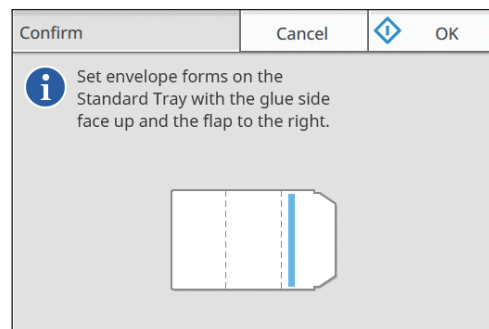 Confirm
Cancel
OK
i
Set envelope forms on the
Standard Tray with the glue side
face up and the flap to the right.